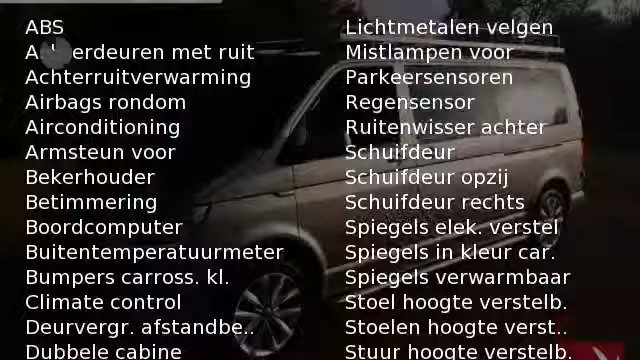 ABS
erdeuren met ruit
Achterruitverwarming
Airbags rondom
Airconditioning
Armsteun voor
Bekerhouder
Betimmering
Boordcomputer
Buitentemperatuurmeter
Bumpers carross. kl.
Climate control
Deurvergr. afstandbe..
Dubbele cabine
Lichtmetalen velgen
Mistlampen voor
Parkeersensoren
Regensensor
Ruitenwisser achter
Schuifdeur
Schuifdeur opzij
Schuifdeur rechts
Spiegels elek. verstel
Spiegels in kleur car.
Spiegels verwarmbaar
Stoel hoogte verstelb.
Stoelen hoogte verst..
Stuur hoogte verstelb.